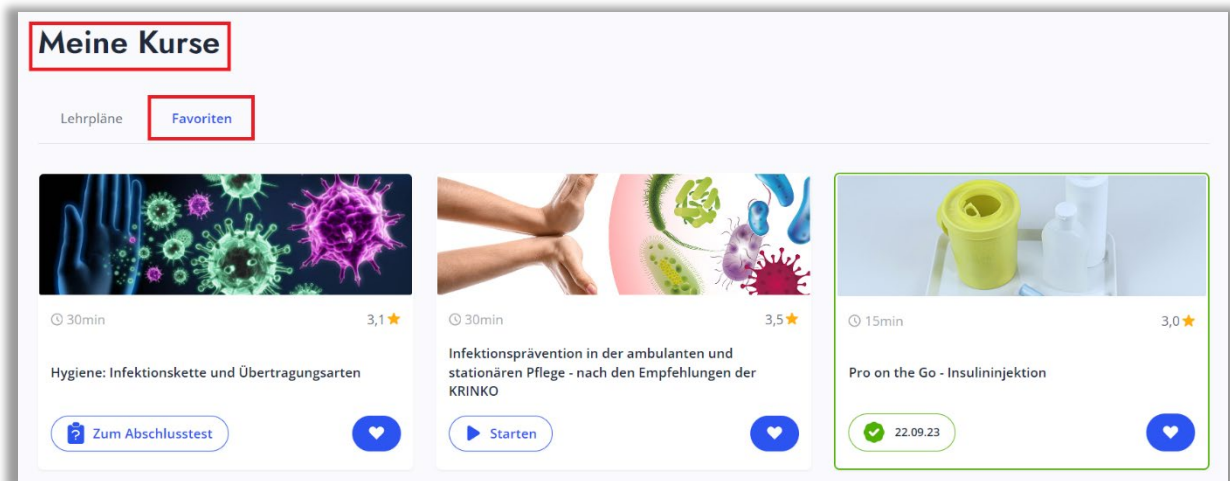 Meine Kurse
Lehrpläne Favoriten
30min 3,1
30min 3,5
15min 3,0
Hygiene: Infektionskette und Übertragungsarten
Infektionsprävention in der ambulanten und
stationären Pflege - nach den Empfehlungen der
KRINKO
Pro on the Go - Insulininjektion
Zum Abschlusstest
Starten
22.09.23